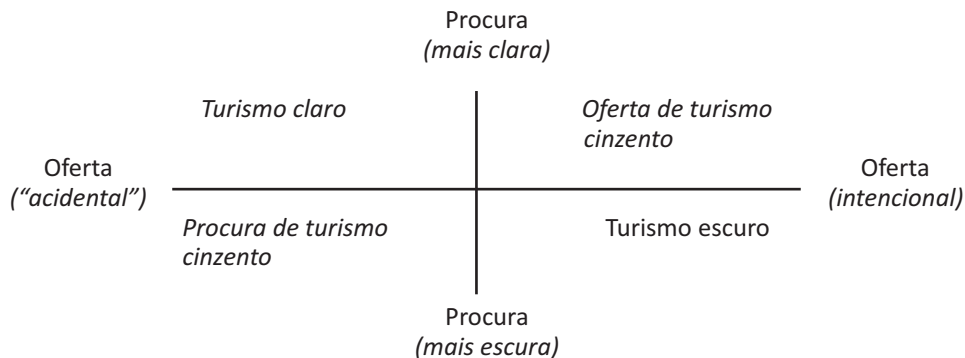 Procura
(mais clara)
Turismo claro
Oferta de turismo
cinzento
Oferta
(“acidental”)
Oferta
(intencional)
Procura de turismo
cinzento
Turismo escuro
Procura
(mais escura)